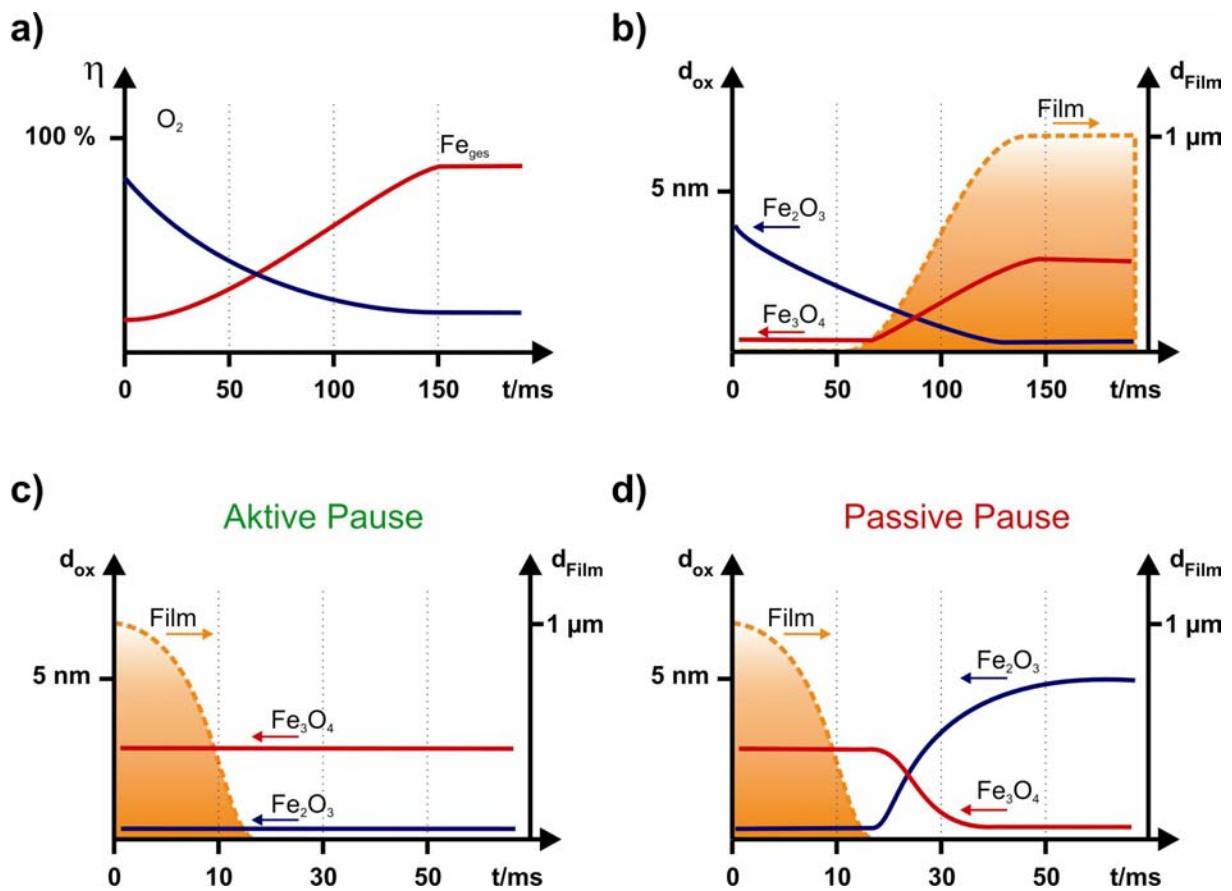 a)
η
100 %
O₂
Fe_ges
0 50 100 150 t/ms
b)
d_ox
d_Film
5 nm
1 µm
Film
Fe₂O₃
Fe₃O₄
0 50 100 150 t/ms
c)
Aktive Pause
d_ox
d_Film
Film
1 µm
5 nm
Fe₃O₄
Fe₂O₃
0 10 30 50 t/ms
d)
Passive Pause
d_ox
d_Film
Film
1 µm
5 nm
Fe₂O₃
Fe₃O₄
0 10 30 50 t/ms